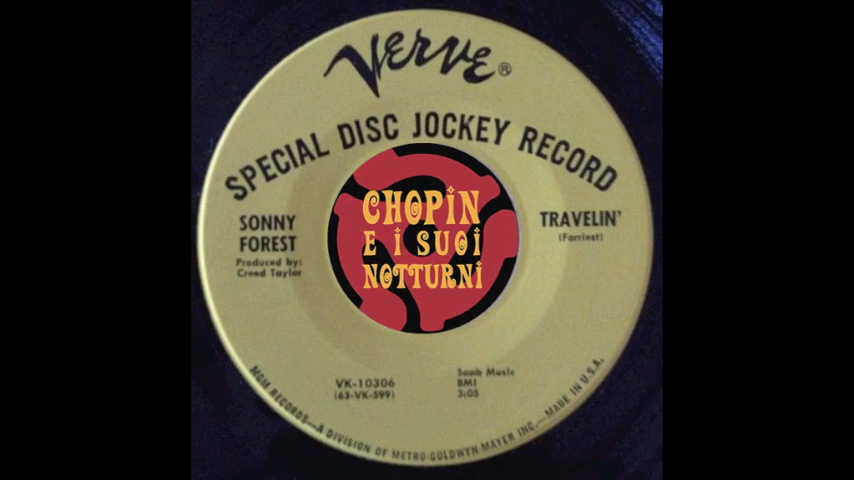 Verve®
SPECIAL DISC JOCKEY RECORD
SONNY
FOREST
Produced by:
Creed Taylor
TRAVELIN'
(Forriest)
CHOPIN
E I SUOI
NOTTURNI
VK-10306
(63-VK-599)
Saab Music
BMI
3:05
MGM RECORDS—A DIVISION OF METRO-GOLDWYN-MAYER INC.—MADE IN U.S.A.